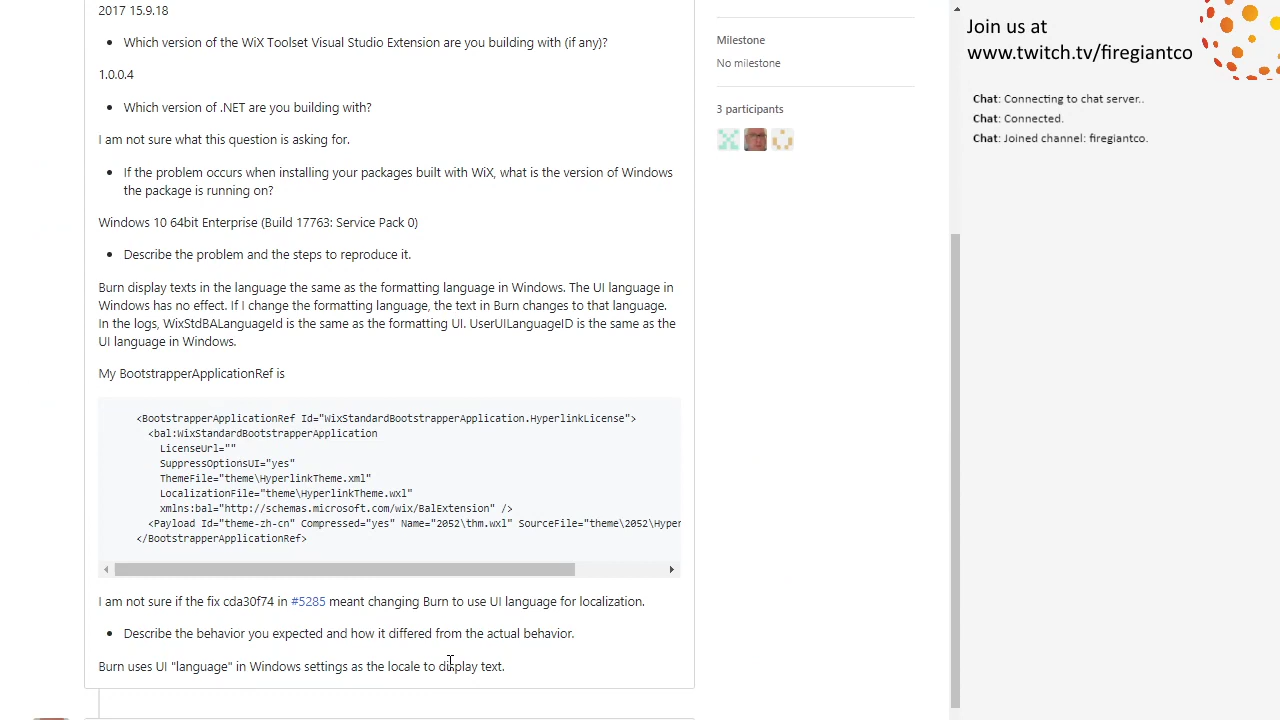 2017 15.9.18
• Which version of the WiX Toolset Visual Studio Extension are you building with (if any)?
1.0.0.4
• Which version of .NET are you building with?
I am not sure what this question is asking for.
• If the problem occurs when installing your packages built with WiX, what is the version of Windows
the package is running on?
Windows 10 64bit Enterprise (Build 17763: Service Pack 0)
• Describe the problem and the steps to reproduce it.
Burn display texts in the language the same as the formatting language in Windows. The UI language in
Windows has no effect. If I change the formatting language, the text in Burn changes to that language.
In the logs, WixStdBALanguageId is the same as the formatting UI. UserUILanguageID is the same as the
UI language in Windows.
My BootstrapperApplicationRef is
<BootstrapperApplicationRef Id="WixStandardBootstrapperApplication.HyperlinkLicense">
<bal:WixStandardBootstrapperApplication
LicenseUrl=""
SuppressOptionsUI="yes"
ThemeFile="theme\HyperlinkTheme.xml"
LocalizationFile="theme\HyperlinkTheme.wxl"
xmlns:bal="http://schemas.microsoft.com/wix/BalExtension" />
<Payload Id="theme-zh-cn" Compressed="yes" Name="2052\thm.wxl" SourceFile="theme\2052\Hyper
</BootstrapperApplicationRef>
I am not sure if the fix cda30f74 in #5285 meant changing Burn to use UI language for localization.
• Describe the behavior you expected and how it differed from the actual behavior.
Burn uses UI "language" in Windows settings as the locale to display text.
Milestone
No milestone
3 participants
Join us at
www.twitch.tv/firegiantco
Chat: Connecting to chat server..
Chat: Connected.
Chat: Joined channel: firegiantco.